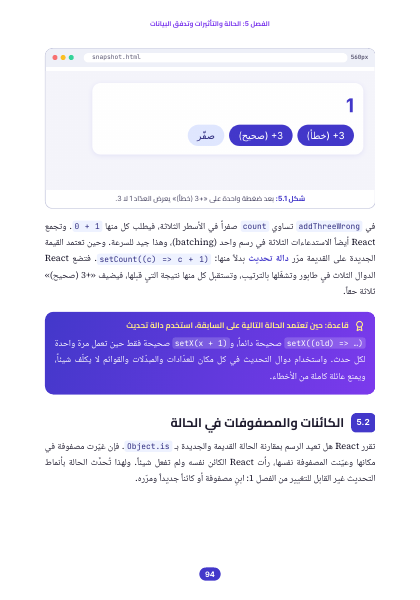 الفصل 5: الحالة والتأثيرات وتدفق البيانات
snapshot.html
560px
1
+3 (خطأ)
+3 (صحيح)
صفّر
شكل 5.1: بعد ضغطة واحدة على «+3 (خطأ)» يعرض العدّاد 1 لا 3.
في addThreeWrong تساوي count صفراً في الأسطر الثلاثة، فيطلب كل منها 0 + 1 . وتجمع
React أيضاً الاستدعاءات الثلاثة في رسم واحد (batching)، وهذا جيد للسرعة. وحين تعتمد القيمة
الجديدة على القديمة مرّر دالة تحديث بدلاً منها: setCount((c) => c + 1) . فتضع React
الدوال الثلاث في طابور وتشغّلها بالترتيب، وتستقبل كل منها نتيجة التي قبلها، فيضيف «+3 (صحيح)»
ثلاثة حقاً.
قاعدة: حين تعتمد الحالة التالية على السابقة، استخدم دالة تحديث
setX((old) => …) صحيحة دائماً، و setX(x + 1) صحيحة فقط حين تعمل مرة واحدة
لكل حدث. واستخدام دوال التحديث في كل مكان للعدّادات والمبدّلات والقوائم لا يكلّف شيئاً،
ويمنع عائلة كاملة من الأخطاء.
5.2 الكائنات والمصفوفات في الحالة
تقرر React هل تعيد الرسم بمقارنة الحالة القديمة والجديدة بـ Object.is . فإن غيّرت مصفوفة في
مكانها وعيّنت المصفوفة نفسها، رأت React الكائن نفسه ولم تفعل شيئاً. ولهذا تُحدَّث الحالة بأنماط
التحديث غير القابل للتغيير من الفصل 1: ابنِ مصفوفة أو كائناً جديداً ومرّره.
94